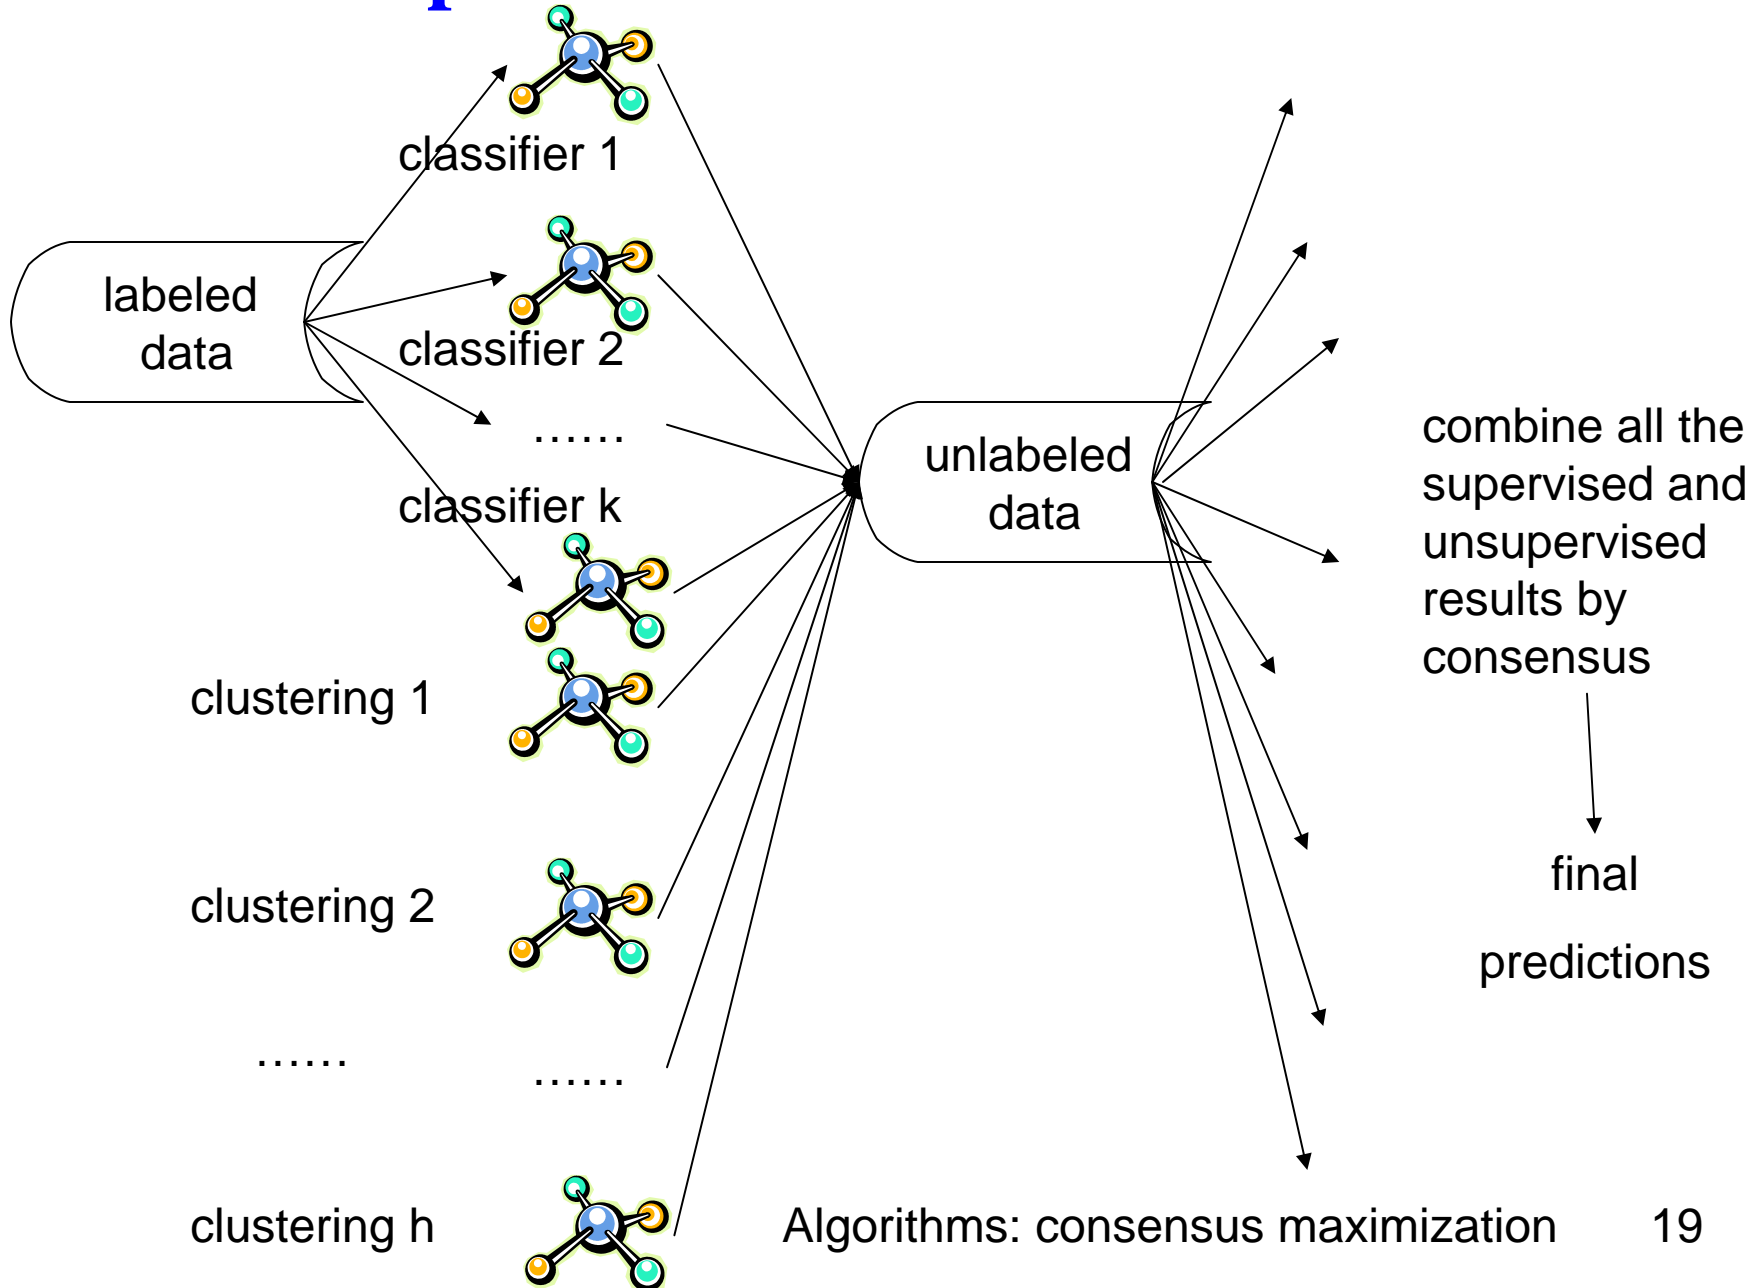 classifier 1
labeled
data
classifier 2
......
classifier k
unlabeled
data
combine all the
supervised and
unsupervised
results by
consensus
clustering 1
clustering 2
final
predictions
......
......
clustering h
Algorithms: consensus maximization 19